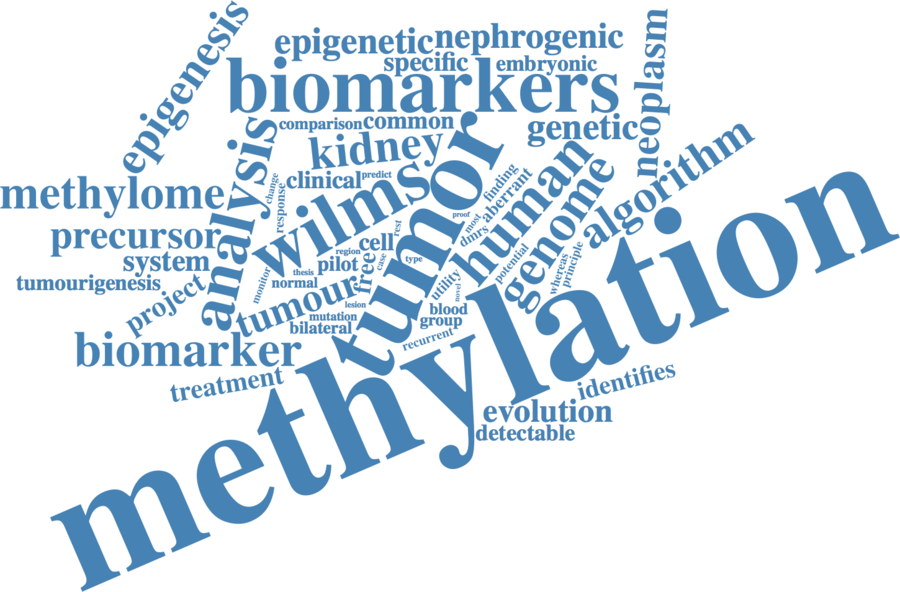 epigenesis
epigenetic
nephrogenic
specific
embryonic
neoplasm
biomarkers
comparison
common
genetic
kidney
analysis
tumor
methylome
change
response
clinical
predict
wilms
human
finding
aberrant
algorithm
precursor
system
tumourigenesis
project
monitor
thesis
normal
region
pilot
free
cell
case
rest
type
proof
most
dmrs
genome
potential
whereas
principle
utility
novel
tumour
lesion
mutation
bilateral
blood
group
recurrent
biomarker
treatment
methylation
identifies
evolution
detectable